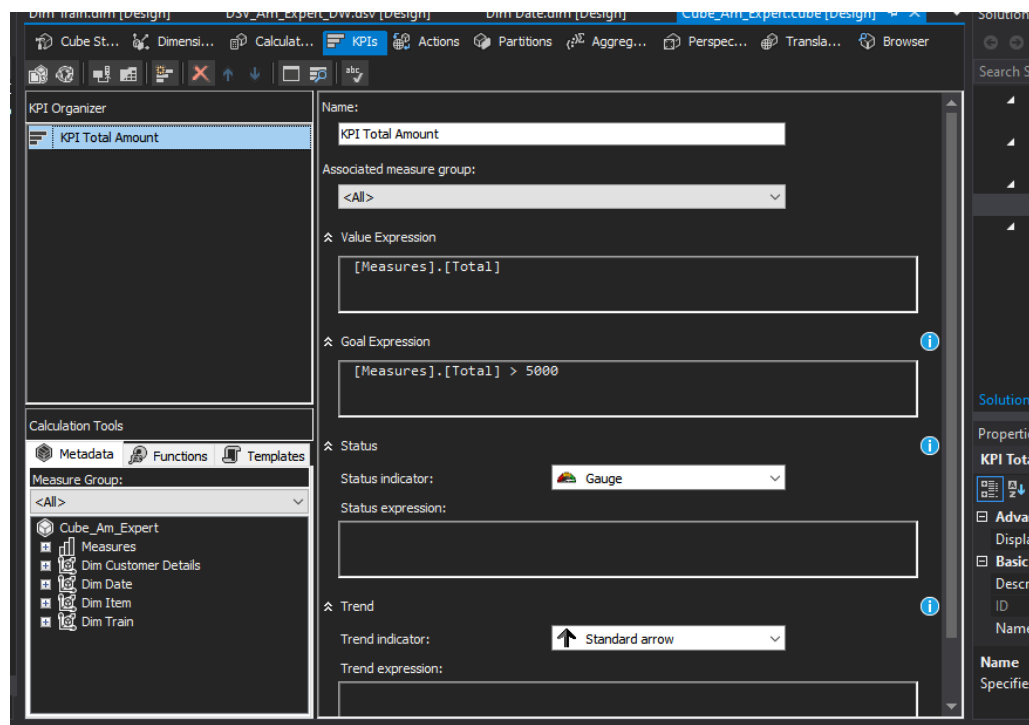 Dim Train.dim [Design] DSV_Am_Expert_DW.dsv [Design] Dim Date.dim [Design] Cube_Am_Expert.cube [Design]
Cube St... Dimensi... Calculat... KPIs Actions Partitions Aggreg... Perspec... Transla... Browser
KPI Organizer
KPI Total Amount
Calculation Tools
Metadata Functions Templates
Measure Group:
<All>
Cube_Am_Expert
Measures
Dim Customer Details
Dim Date
Dim Item
Dim Train
Name:
KPI Total Amount
Associated measure group:
<All>
Value Expression
[Measures].[Total]
Goal Expression
[Measures].[Total] > 5000
Status
Status indicator: Gauge
Status expression:
Trend
Trend indicator: Standard arrow
Trend expression:
Solution
Search S
Solution
Properti
KPI Tot
Adva
Displa
Basic
Descr
ID
Name
Name
Specifie